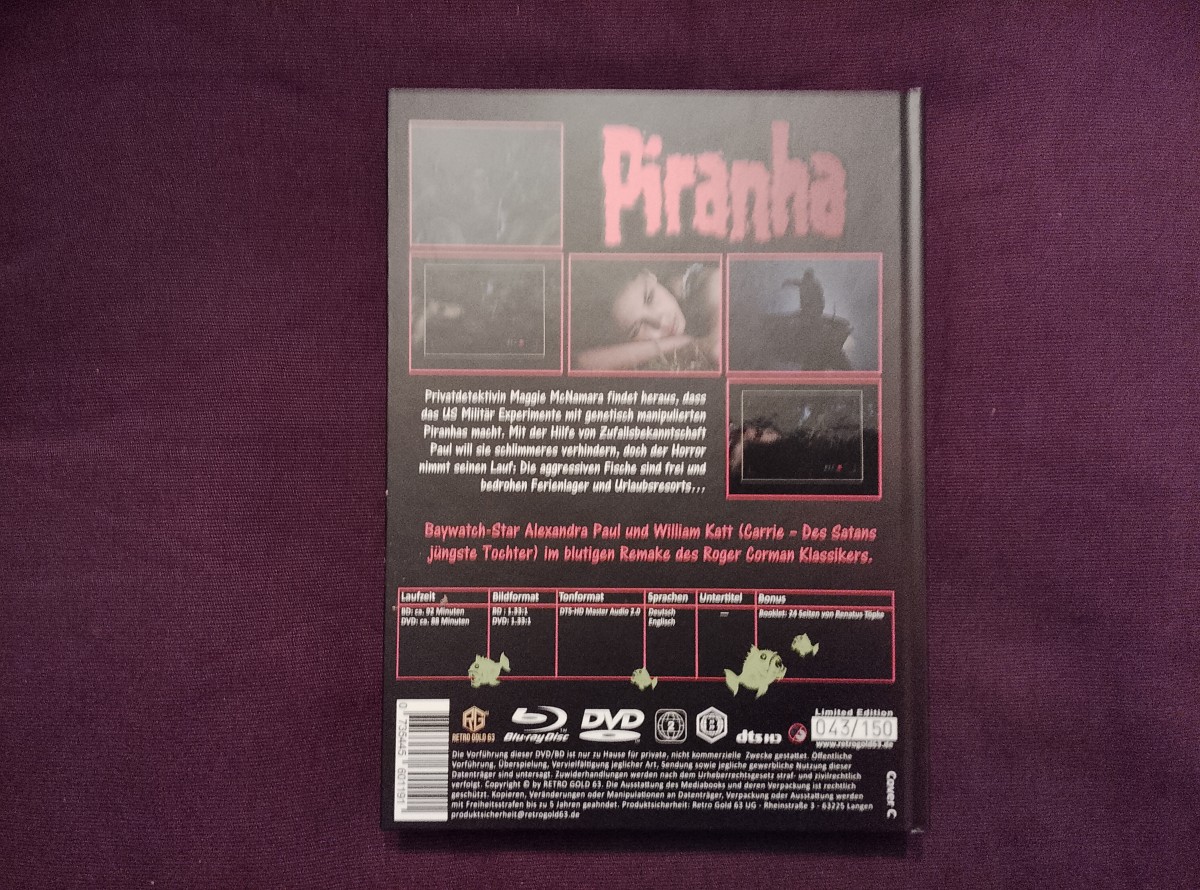 Piranha
Privatdetektivin Maggie McNamara findet heraus, dass
das US Militär Experimente mit genetisch manipulierten
Piranhas macht. Mit der Hilfe von Zufallsbekanntschaft
Paul will sie schlimmeres verhindern, doch der Horror
nimmt seinen Lauf: Die aggressiven Fische sind frei und
bedrohen Ferienlager und Urlaubsresorts...
Baywatch-Star Alexandra Paul und William Katt (Carrie - Des Satans
jüngste Tochter) im blutigen Remake des Roger Corman Klassikers.
Laufzeit Bildformat Tonformat Sprachen Untertitel Bonus
BD: ca. 92 Minuten BD : 1.33:1 DTS-HD Master Audio 2.0 Deutsch --- Booklet: 24 Seiten von Renatus Töpke
DVD: ca. 88 Minuten DVD: 1.33:1 Englisch
Limited Edition
RG Blu-ray Disc DVD 2 B dts HD 043/150
RETRO GOLD 63
www.retrogold63.de
Die Vorführung dieser DVD/BD ist nur zu Hause für private, nicht kommerzielle Zwecke gestattet. Öffentliche
Vorführung, Überspielung, Vervielfältigung jeglicher Art, Sendung sowie jegliche gewerbliche Nutzung dieser
Datenträger sind untersagt. Zuwiderhandlungen werden nach dem Urheberrechtsgesetz straf- und zivilrechtlich
verfolgt. Copyright © by RETRO GOLD 63. Die Ausstattung des Mediabooks und deren Verpackung ist rechtlich
geschützt. Kopieren, Veränderungen oder Manipulationen an Datenträger, Verpackung oder Ausstattung werden
mit Freiheitsstrafen bis zu 5 Jahren geahndet. Produktsicherheit: Retro Gold 63 UG - Rheinstraße 3 - 63225 Langen
produktsicherheit@retrogold63.de
Cover C
0 736445 801191